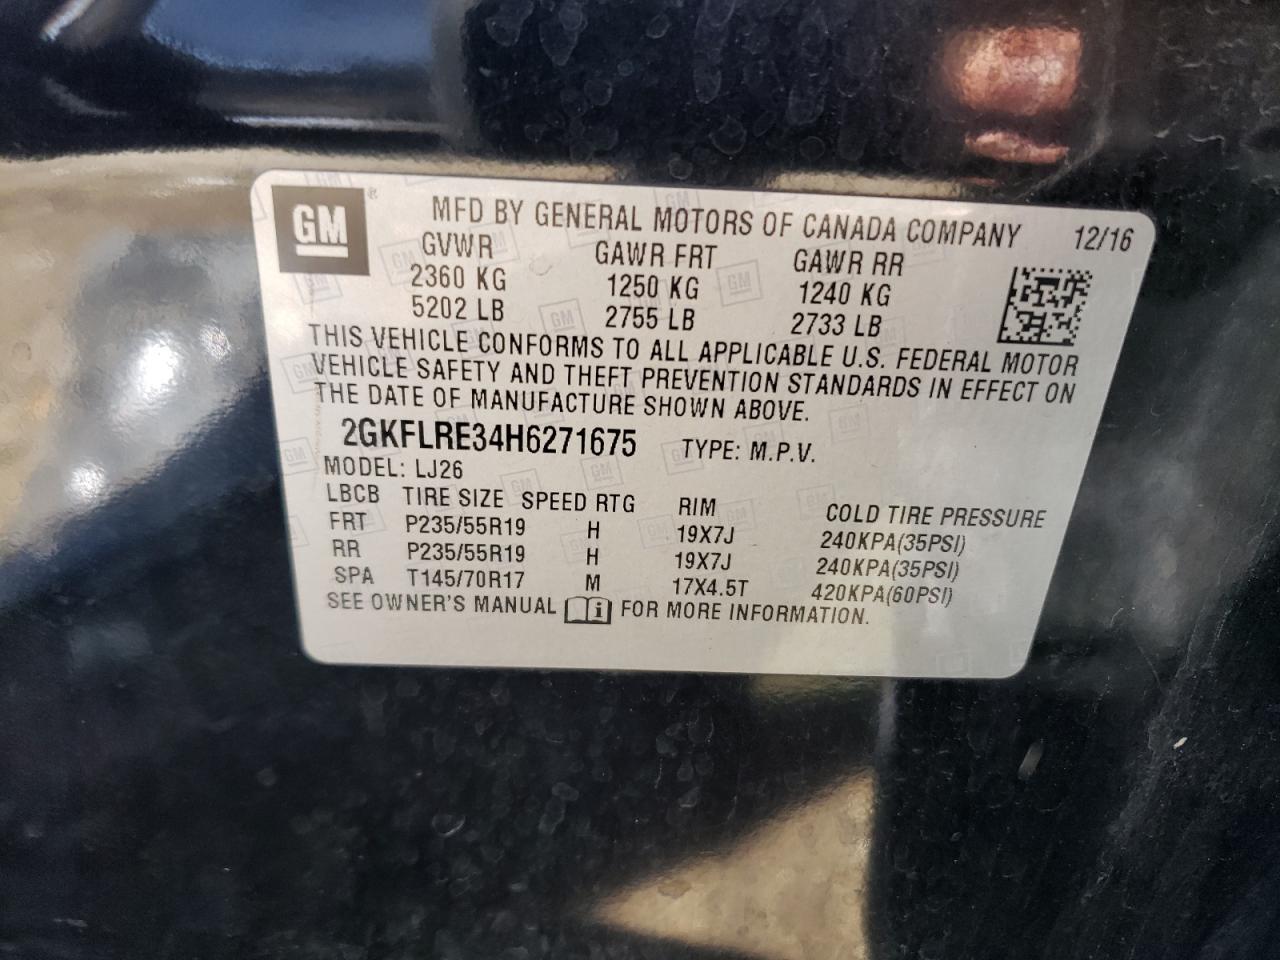 GM ® MFD BY GENERAL MOTORS OF CANADA COMPANY 12/16
GVWR GAWR FRT GAWR RR
2360 KG 1250 KG 1240 KG
5202 LB 2755 LB 2733 LB
THIS VEHICLE CONFORMS TO ALL APPLICABLE U.S. FEDERAL MOTOR
VEHICLE SAFETY AND THEFT PREVENTION STANDARDS IN EFFECT ON
THE DATE OF MANUFACTURE SHOWN ABOVE.
2GKFLRE34H6271675 TYPE: M.P.V.
MODEL: LJ26
LBCB TIRE SIZE SPEED RTG RIM COLD TIRE PRESSURE
FRT P235/55R19 H 19X7J 240KPA(35PSI)
RR P235/55R19 H 19X7J 240KPA(35PSI)
SPA T145/70R17 M 17X4.5T 420KPA(60PSI)
SEE OWNER'S MANUAL FOR MORE INFORMATION.